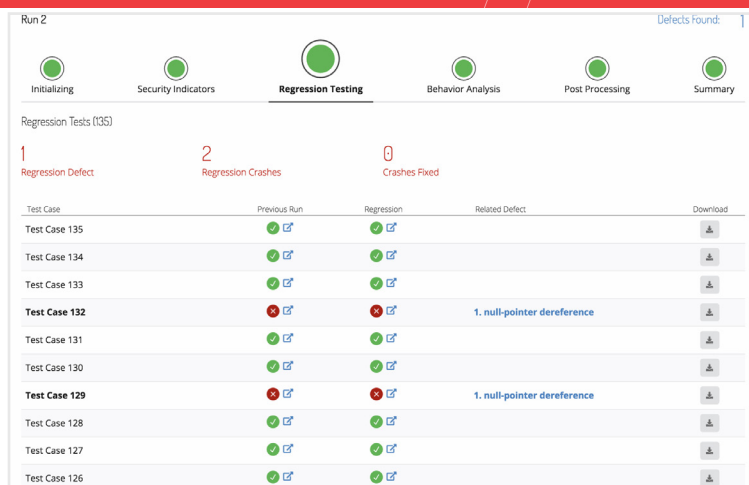 Run 2
Defects Found: 1
Initializing
Security Indicators
Regression Testing
Behavior Analysis
Post Processing
Summary
Regression Tests (135)
1
Regression Defect
2
Regression Crashes
0
Crashes Fixed
Test Case Previous Run Regression Related Defect Download
Test Case 135
Test Case 134
Test Case 133
Test Case 132 1. null-pointer dereference
Test Case 131
Test Case 130
Test Case 129 1. null-pointer dereference
Test Case 128
Test Case 127
Test Case 126